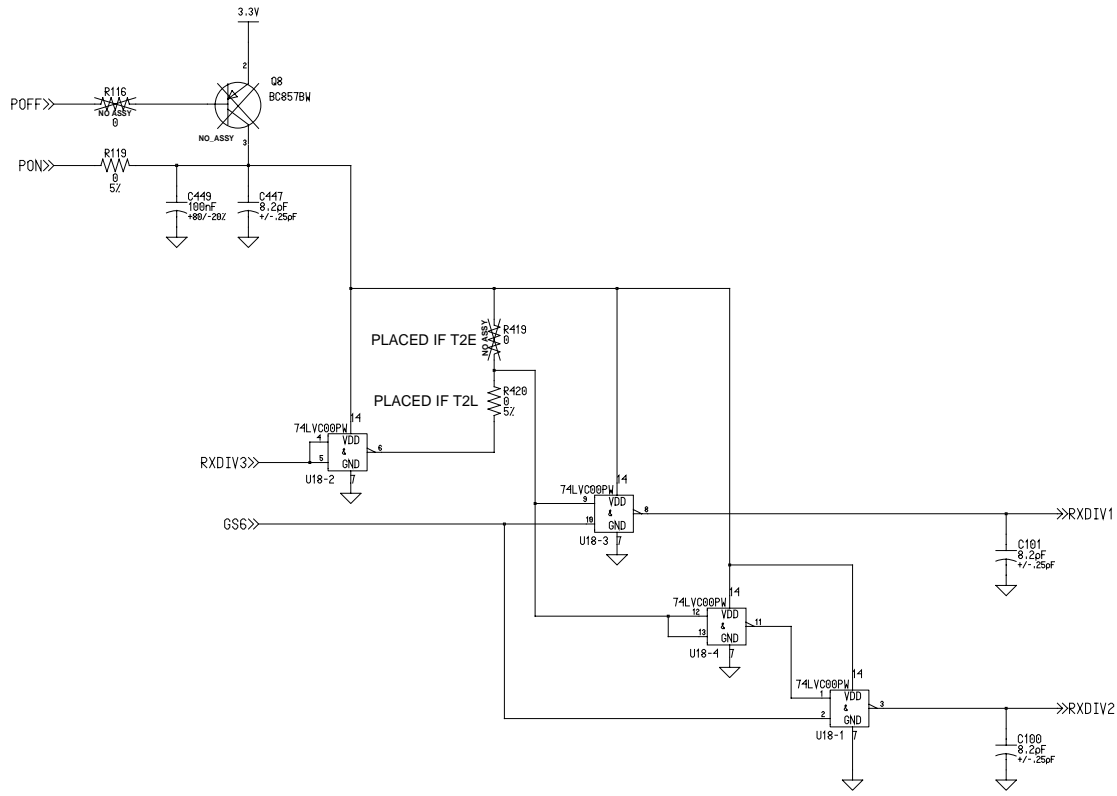 3.3V
2
Q8
BC857BW
POFF
R116
NO ASSY
0
NO_ASSY
3
PON
R119
0
5%
C449
100nF
+80/-20%
C447
8.2pF
+/-.25pF
PLACED IF T2E
NO ASSY
R419
0
PLACED IF T2L
R420
0
5%
14
74LVC00PW
4
VDD
&
5
GND
6
RXDIV3
U18-2
7
14
74LVC00PW
9
VDD
&
10
GND
8
GS6
U18-3
7
RXDIV1
C101
8.2pF
+/-.25pF
14
74LVC00PW
12
VDD
&
13
GND
11
U18-4
7
14
74LVC00PW
1
VDD
&
2
GND
3
U18-1
7
RXDIV2
C100
8.2pF
+/-.25pF